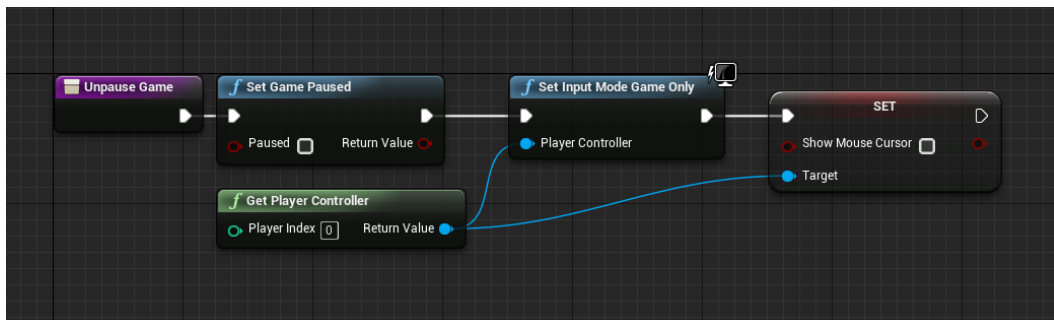 Unpause Game
f Set Game Paused
Paused
Return Value
f Set Input Mode Game Only
Player Controller
SET
Show Mouse Cursor
Target
f Get Player Controller
Player Index 0
Return Value